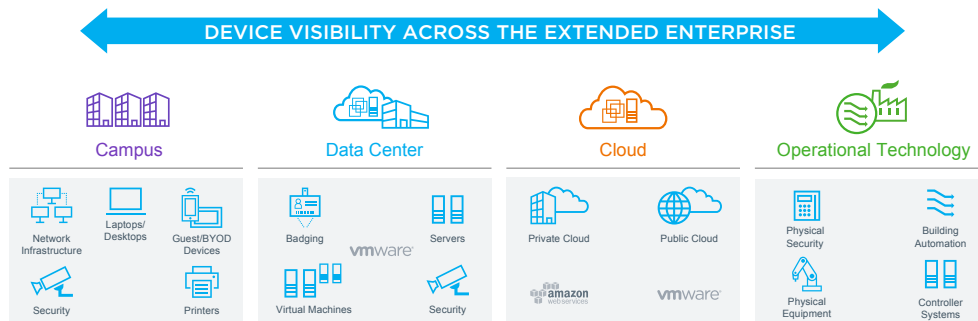 DEVICE VISIBILITY ACROSS THE EXTENDED ENTERPRISE
Campus
Data Center
Cloud
Operational Technology
Network
Infrastructure
Laptops/
Desktops
Guest/BYOD
Devices
Security
Printers
Badging
vmware®
Servers
Virtual Machines
Security
Private Cloud
Public Cloud
amazon
webservices
vmware®
Physical
Security
Building
Automation
Physical
Equipment
Controller
Systems